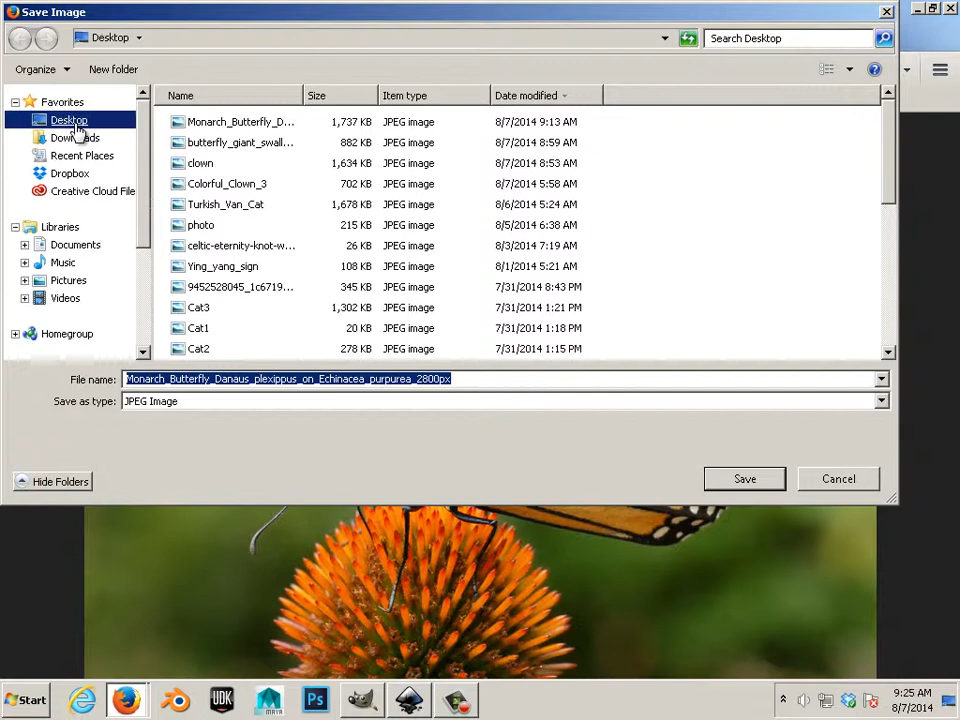 Save Image
Desktop
Search Desktop
Organize
New folder
Name Size Item type Date modified
Favorites
Desktop
Downloads
Recent Places
Dropbox
Creative Cloud File
Libraries
Documents
Music
Pictures
Videos
Homegroup
Monarch_Butterfly_D... 1,737 KB JPEG image 8/7/2014 9:13 AM
butterfly_giant_swall... 882 KB JPEG image 8/7/2014 8:59 AM
clown 1,634 KB JPEG image 8/7/2014 9:33 AM
Colorful_Clown_3 702 KB JPEG image 8/7/2014 5:58 AM
Turkish_Van_Cat 1,678 KB JPEG image 8/6/2014 5:24 AM
photo 215 KB JPEG image 8/5/2014 6:38 AM
celtic-eternity-knot-w... 26 KB JPEG image 8/3/2014 7:19 AM
Ying_yang_sign 108 KB JPEG image 8/1/2014 5:21 AM
9452528045_1c6719... 345 KB JPEG image 7/31/2014 8:43 PM
Cat3 1,302 KB JPEG image 7/31/2014 1:21 PM
Cat1 20 KB JPEG image 7/31/2014 1:18 PM
Cat2 278 KB JPEG image 7/31/2014 1:15 PM
File name: Monarch_Butterfly_Danaus_plexippus_on_Echinacea_purpurea_2800px
Save as type: JPEG Image
Hide Folders
Save
Cancel
Start
UDK
MAYA
Ps
9:25 AM
8/7/2014